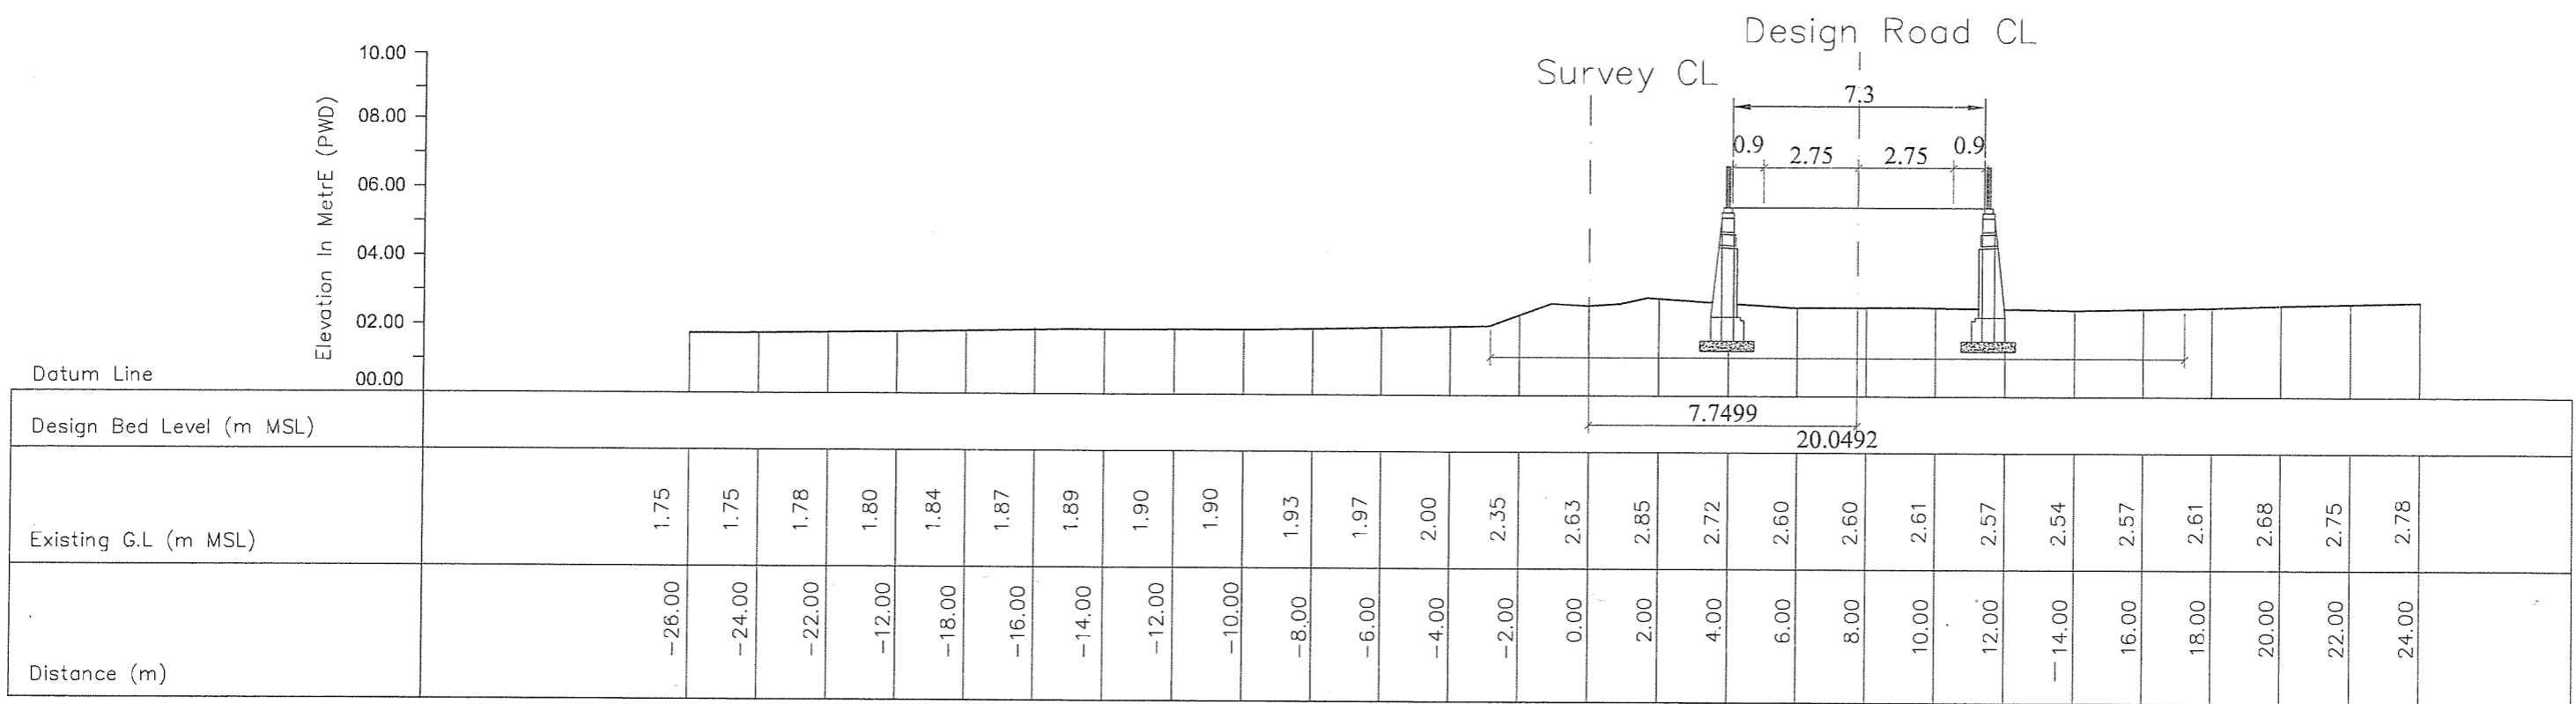 Design Road CL
Survey CL
7.3
0.9 2.75 2.75 0.9
Elevation In MetrE (PWD)
10.00
08.00
06.00
04.00
02.00
00.00
Datum Line
Design Bed Level (m MSL)
7.7499
20.0492
Existing G.L (m MSL) 1.75 1.75 1.78 1.80 1.84 1.87 1.89 1.90 1.90 1.93 1.97 2.00 2.35 2.63 2.85 2.72 2.60 2.60 2.61 2.57 2.54 2.57 2.61 2.68 2.75 2.78
Distance (m) -26.00 -24.00 -22.00 -12.00 -18.00 -16.00 -14.00 -12.00 -10.00 -8.00 -6.00 -4.00 -2.00 0.00 2.00 4.00 6.00 8.00 10.00 12.00 -14.00 16.00 18.00 20.00 22.00 24.00